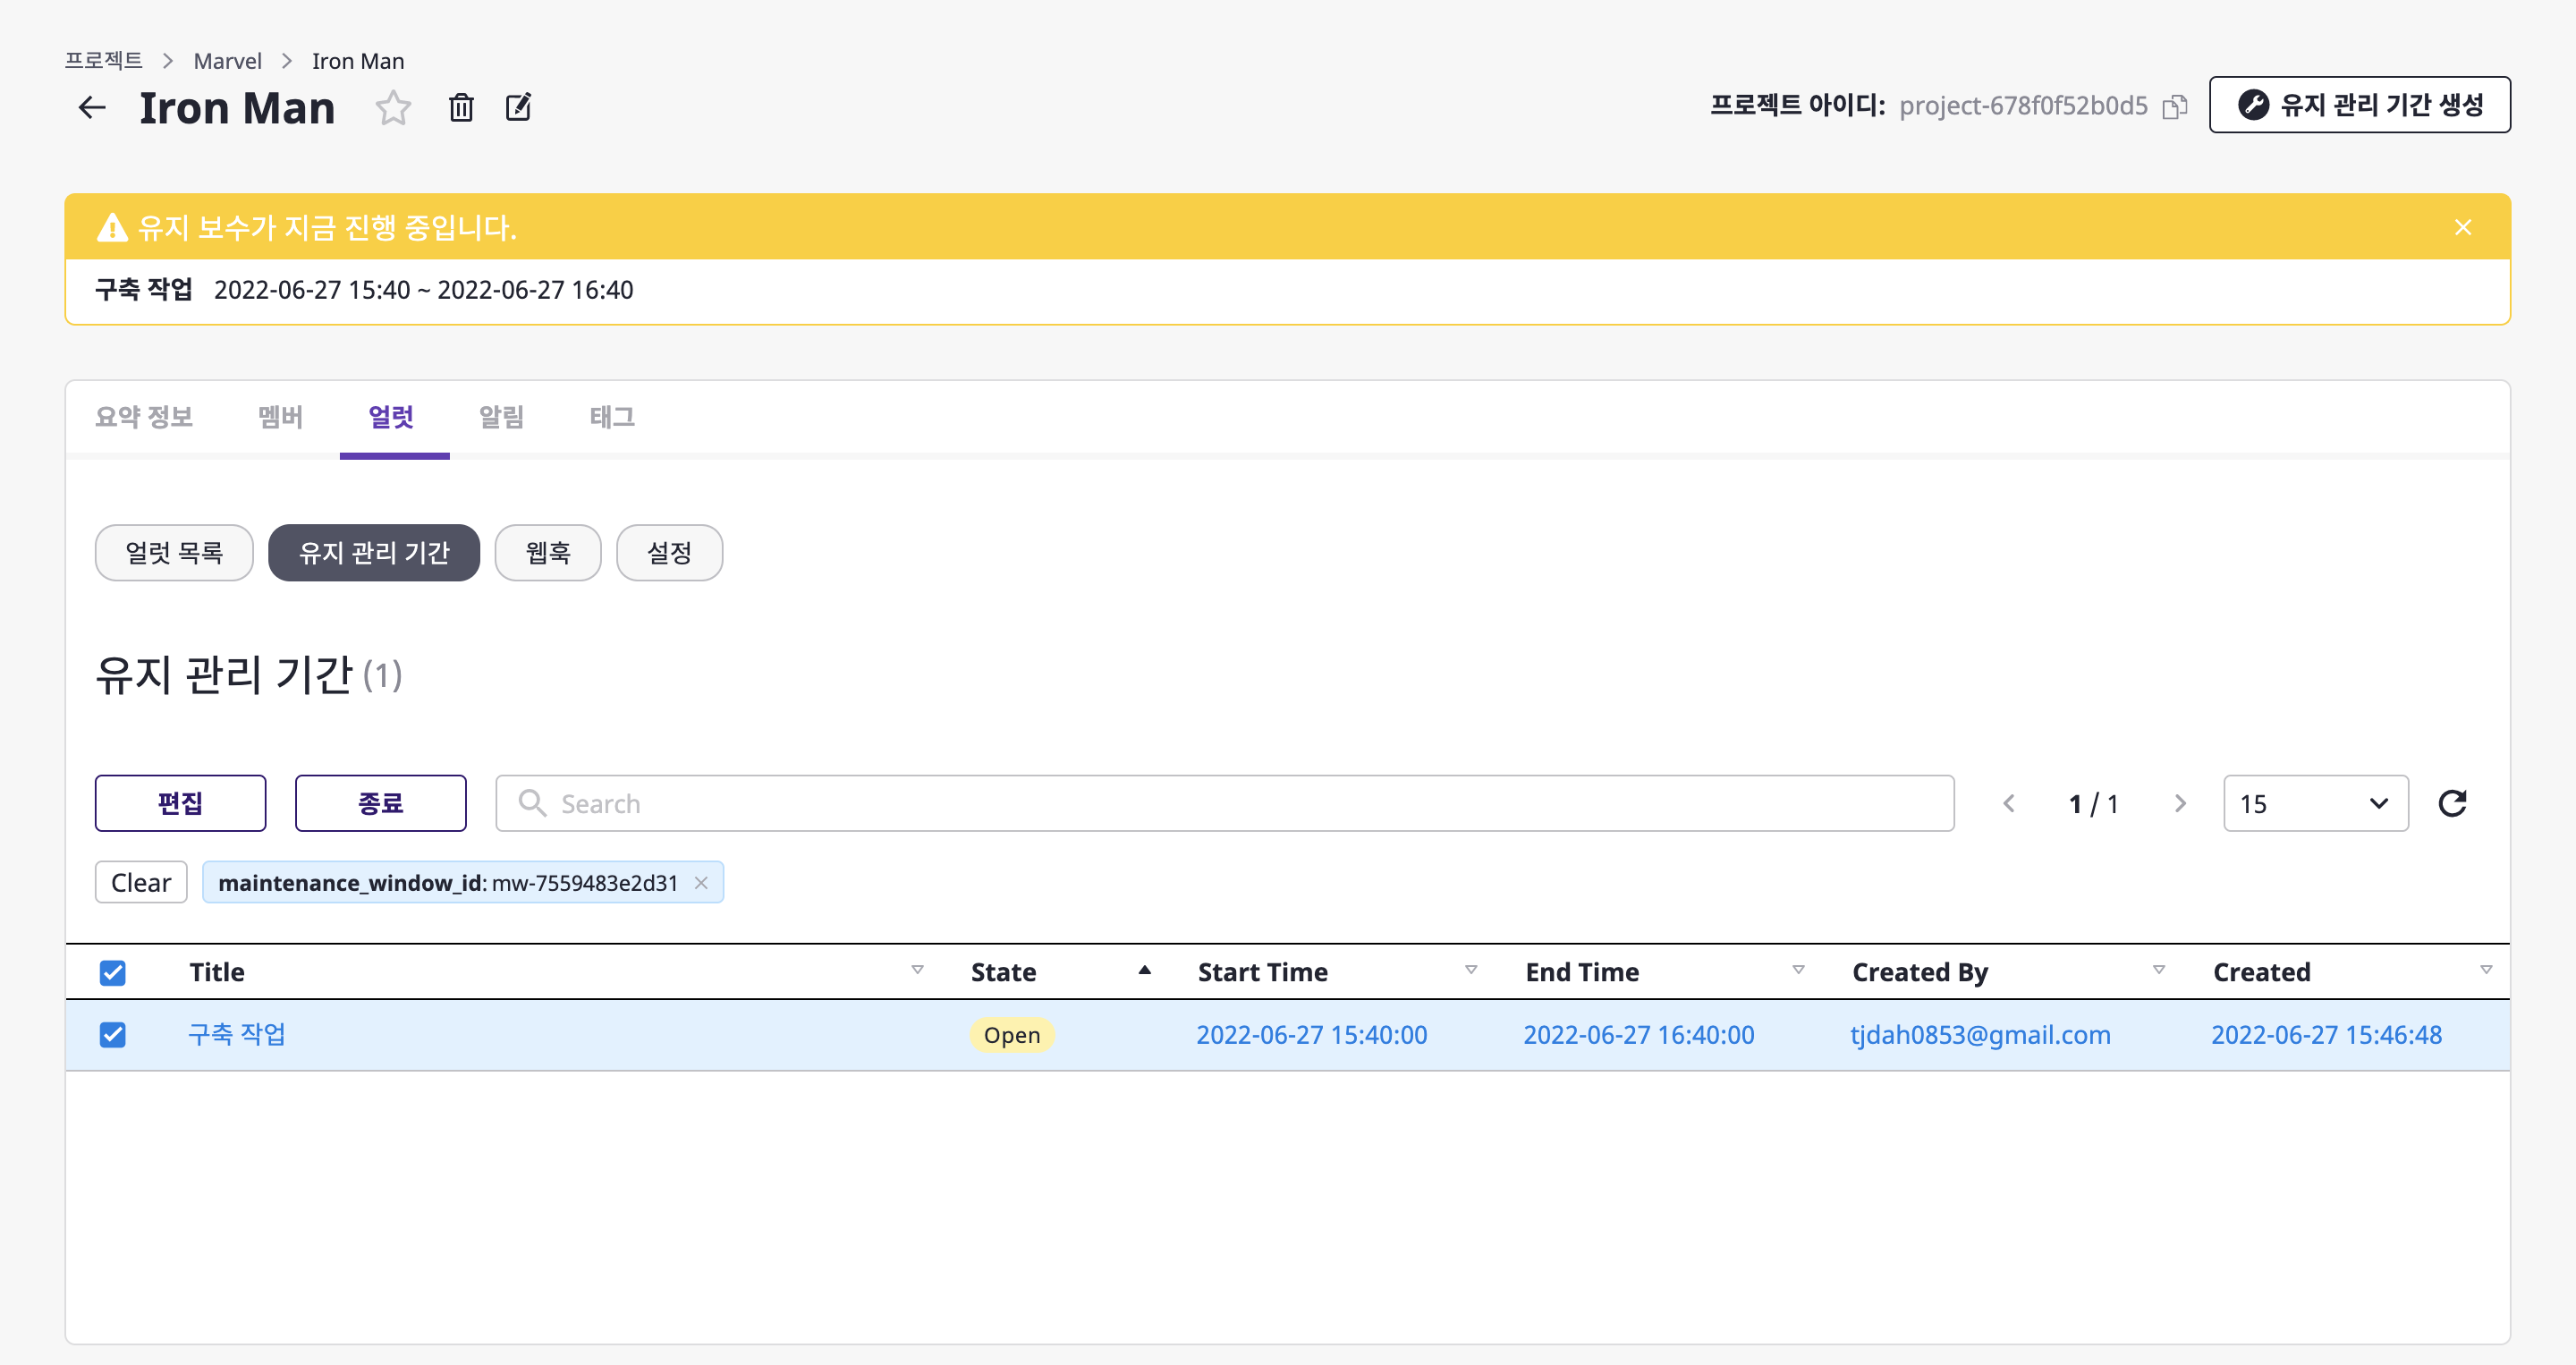 프로젝트 > Marvel > Iron Man
Iron Man
프로젝트 아이디: project-678f0f52b0d5
유지 관리 기간 생성
유지 보수가 지금 진행 중입니다.
구축 작업 2022-06-27 15:40 ~ 2022-06-27 16:40
요약 정보 멤버 얼럿 알림 태그
얼럿 목록 유지 관리 기간 웹훅 설정
유지 관리 기간 (1)
편집 종료 Search 1 / 1 15
Clear maintenance_window_id: mw-7559483e2d31
Title State Start Time End Time Created By Created
구축 작업 Open 2022-06-27 15:40:00 2022-06-27 16:40:00 tjdah0853@gmail.com 2022-06-27 15:46:48